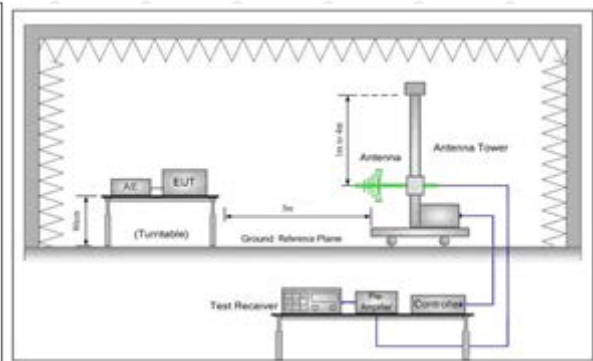 1m to 4m
Antenna
Antenna Tower
AE
EUT
80cm
3m
(Turntable)
Ground Reference Plane
Test Receiver
Pre-
Amplifier
Controller